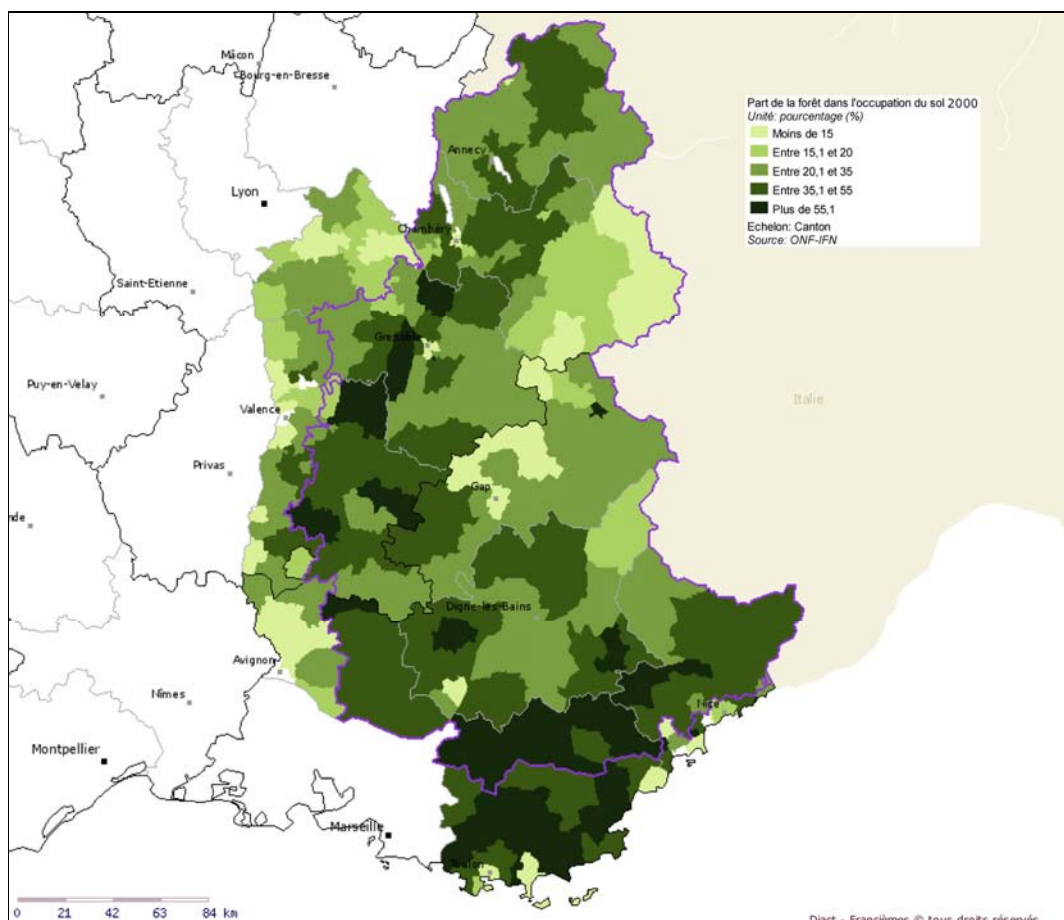 Mâcon
Bourg-en-Bresse
Part de la forêt dans l'occupation du sol 2000
Unité: pourcentage (%)
Moins de 15
Entre 15,1 et 20
Entre 20,1 et 35
Entre 35,1 et 55
Plus de 55,1
Echelon: Canton
Source: ONF-IFN
Annecy
Lyon
Chambéry
Saint-Etienne
Grenoble
Puy-en-Velay
Italie
Valence
Privas
Gap
nde
Digne-les-Bains
Avignon
Nîmes
Nice
Montpellier
Marseille
Toulon
0 21 42 63 84 km
Diact - Francièmes © tous droits réservés